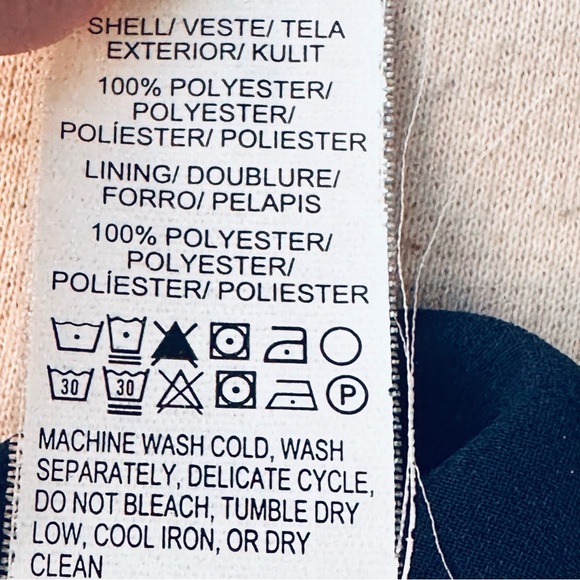 SHELL/ VESTE/ TELA
EXTERIOR/ KULIT
100% POLYESTER/
POLYESTER/
POLÍESTER/ POLIESTER
LINING/ DOUBLURE/
FORRO/ PELAPIS
100% POLYESTER/
POLYESTER/
POLÍESTER/ POLIESTER
30 30 P
MACHINE WASH COLD, WASH
SEPARATELY, DELICATE CYCLE,
DO NOT BLEACH, TUMBLE DRY
LOW, COOL IRON, OR DRY
CLEAN